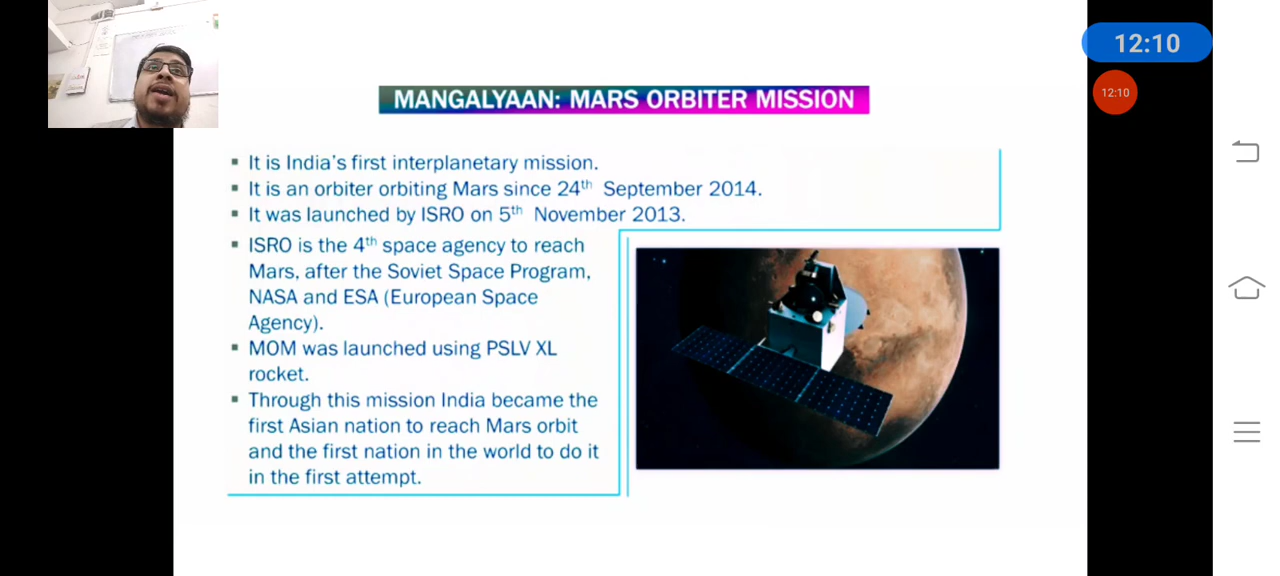 12:10
12:10
MANGALYAAN: MARS ORBITER MISSION
▪ It is India's first interplanetary mission.
▪ It is an orbiter orbiting Mars since 24th September 2014.
▪ It was launched by ISRO on 5th November 2013.
▪ ISRO is the 4th space agency to reach
Mars, after the Soviet Space Program,
NASA and ESA (European Space
Agency).
▪ MOM was launched using PSLV XL
rocket.
▪ Through this mission India became the
first Asian nation to reach Mars orbit
and the first nation in the world to do it
in the first attempt.